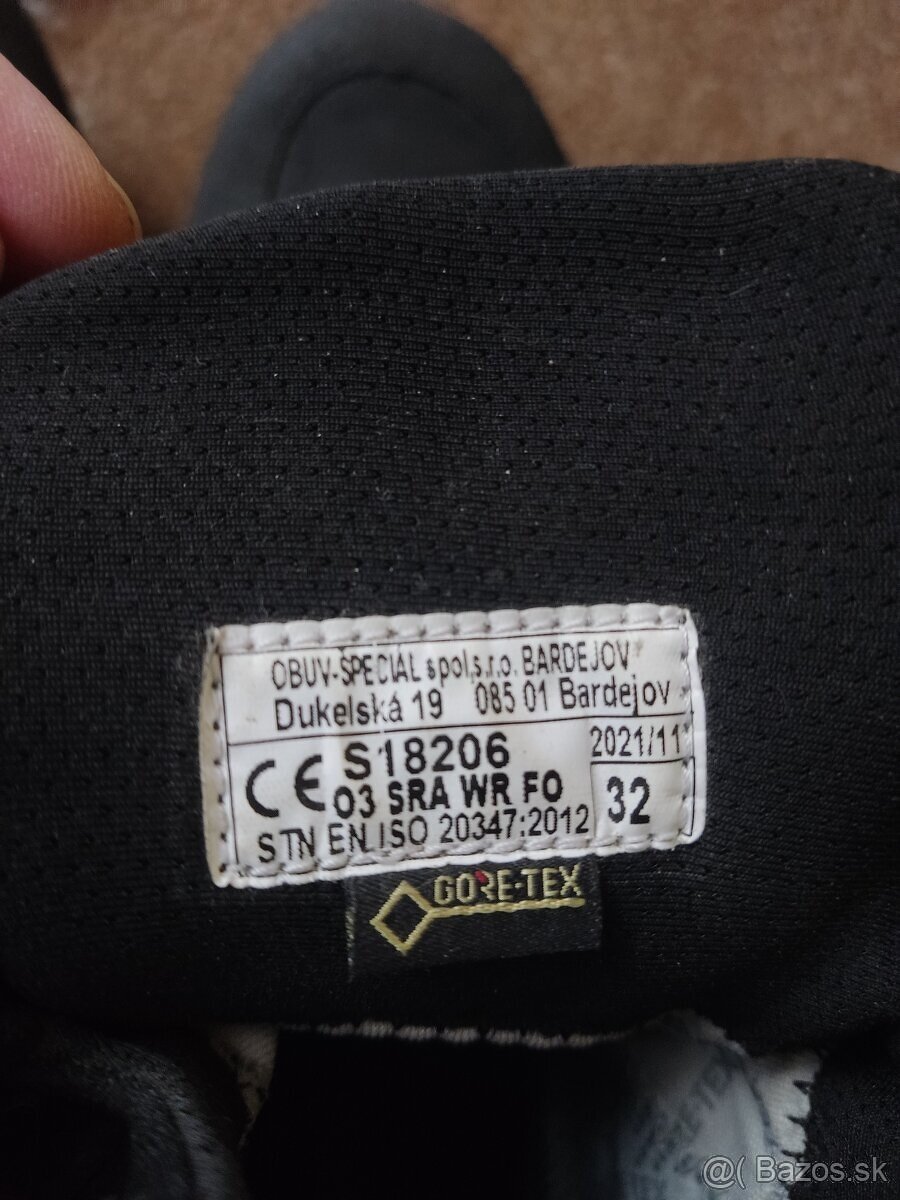 OBUV-ŠPECIÁL spol.s.r.o. BARDEJOV
Dukelská 19 085 01 Bardejov
CE S18206 2021/11
O3 SRA WR FO 32
STN EN ISO 20347:2012
GORE-TEX
@( Bazos.sk